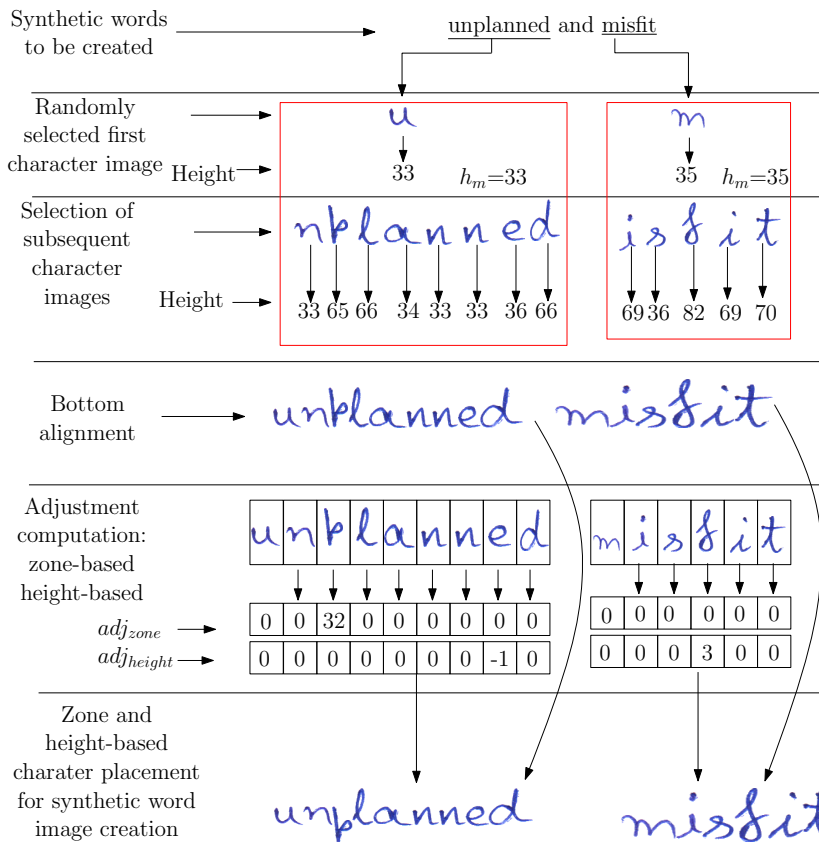 Synthetic words
to be created
unplanned and misfit
Randomly
selected first
character image
u m
Height
33 h_m=33 35 h_m=35
Selection of
subsequent
character
images
nplanned isfit
Height
33 65 66 34 33 33 36 66 69 36 82 69 70
Bottom
alignment
unplanned misfit
Adjustment
computation:
zone-based
height-based
u n p l a n n e d m i s f i t
adj_zone
0 0 32 0 0 0 0 0 0 0 0 0 0 0 0
adj_height
0 0 0 0 0 0 0 -1 0 0 0 0 3 0 0
Zone and
height-based
charater placement
for synthetic word
image creation
unplanned misfit